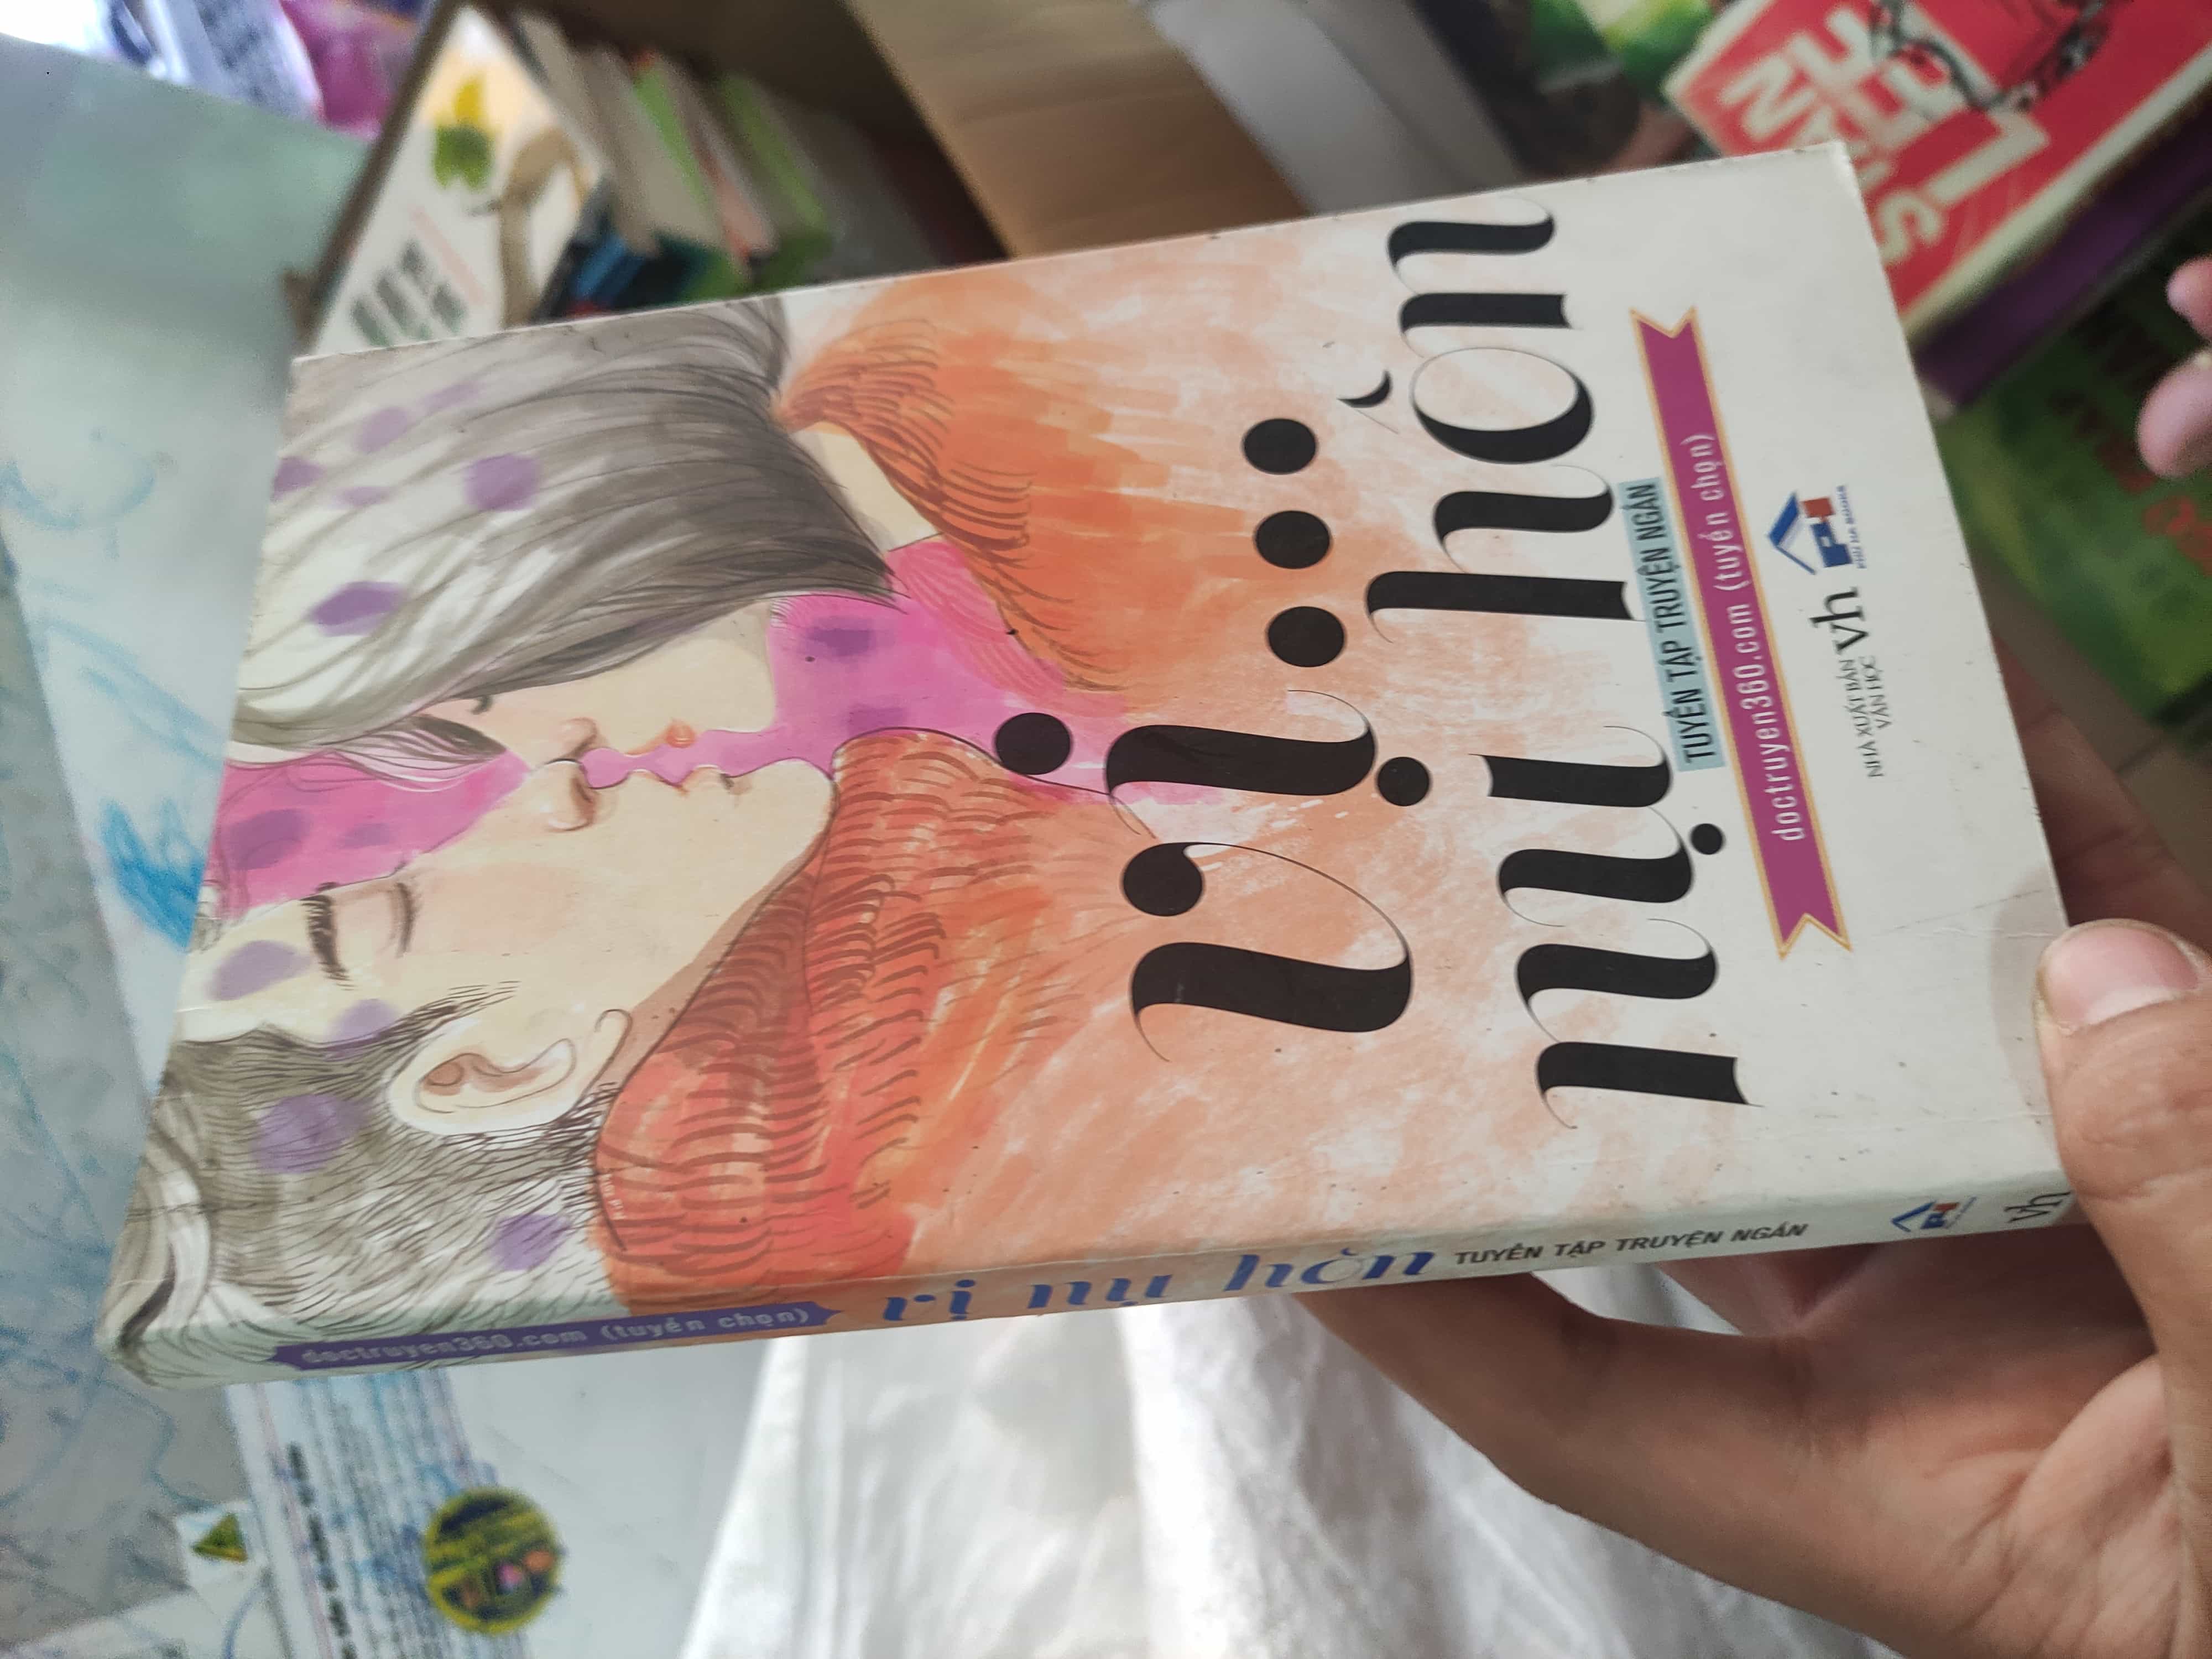 vị...
nụ hôn
TUYỂN TẬP TRUYỆN NGẮN
doctruyen360.com (tuyển chọn)
NHÀ XUẤT BẢN
VĂN HỌC
vh
doctruyen360.com (tuyển chọn)
vị nụ hôn
TUYỂN TẬP TRUYỆN NGẮN
vh